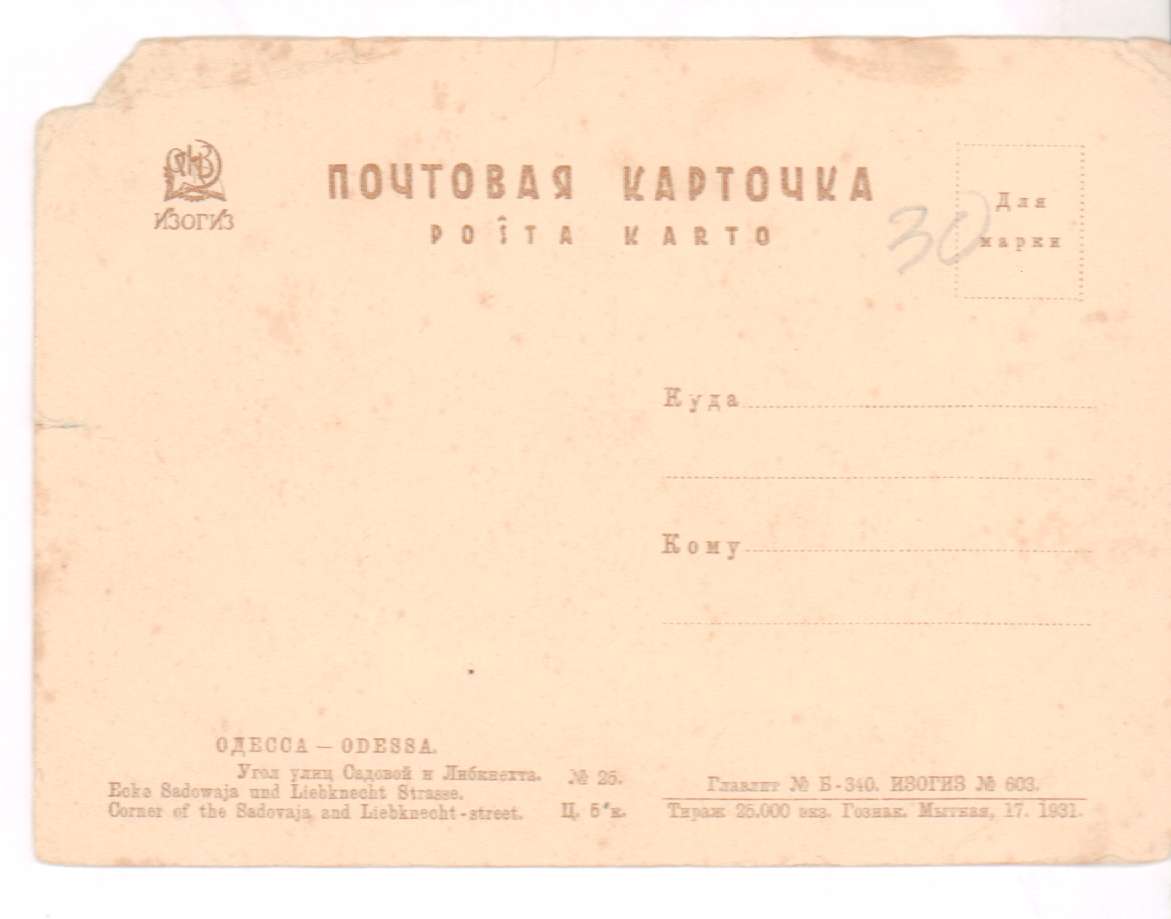 ИЗОГИЗ
ПОЧТОВАЯ КАРТОЧКА
POŜTA KARTO
30
Для
марки
Куда
Кому
ОДЕССА — ODESSA.
Угол улиц Садовой и Либкнехта.
Ecke Sadowaja und Liebknecht Strasse.
Corner of the Sadovaja and Liebknecht-street.
№ 25.
Ц. 5 к.
Главлит № Б-340. ИЗОГИЗ № 603.
Тираж 25.000 экз. Гознак. Мытная, 17. 1931.